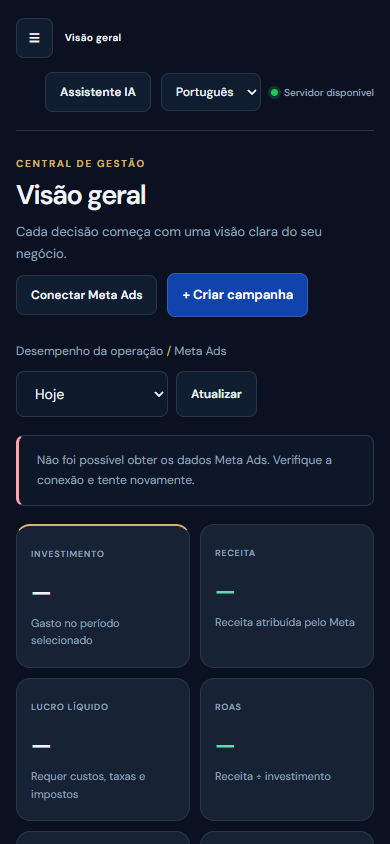 ☰
Visão geral
Assistente IA
Português
Servidor disponível
CENTRAL DE GESTÃO
Visão geral
Cada decisão começa com uma visão clara do seu
negócio.
Conectar Meta Ads
+ Criar campanha
Desempenho da operação / Meta Ads
Hoje
Atualizar
Não foi possível obter os dados Meta Ads. Verifique a
conexão e tente novamente.
INVESTIMENTO
—
Gasto no período
selecionado
RECEITA
—
Receita atribuída pelo Meta
LUCRO LÍQUIDO
—
Requer custos, taxas e
impostos
ROAS
—
Receita ÷ investimento